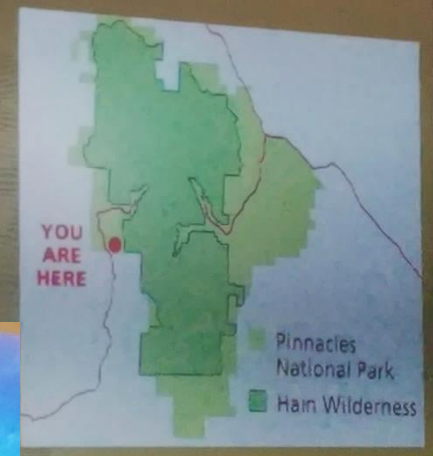 YOU
ARE
HERE
Pinnacles
National Park
Hain Wilderness